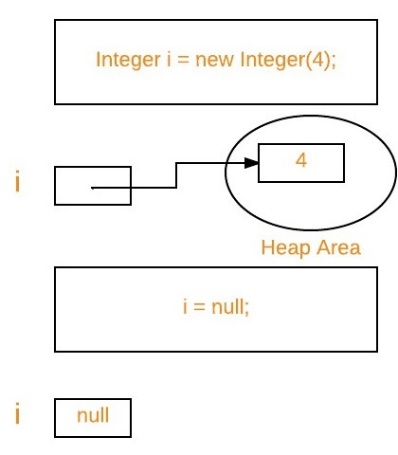 Integer i = new Integer(4);
i
4
Heap Area
i = null;
i
null